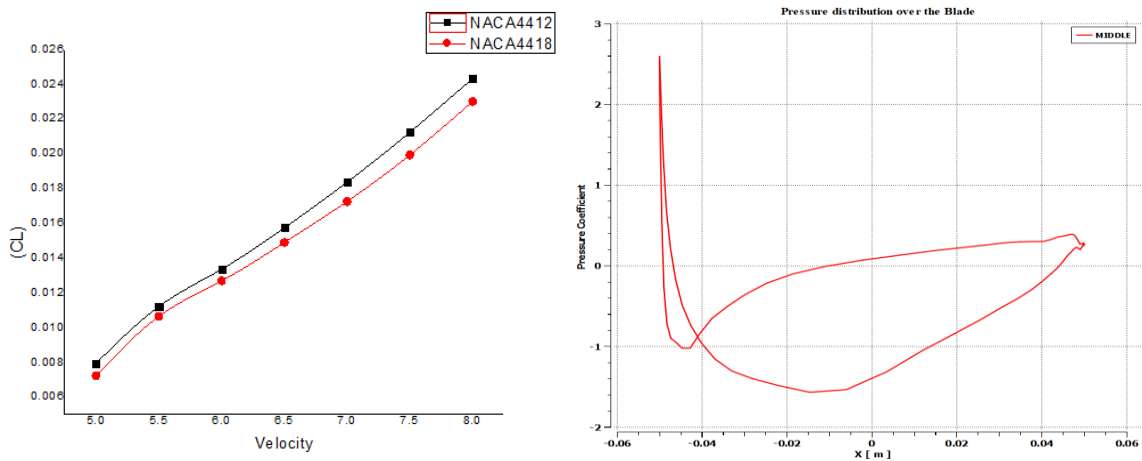 NACA4412
NACA4418
0.026
0.024
0.022
0.020
0.018
0.016
0.014
0.012
0.010
0.008
0.006
(CL)
5.0 5.5 6.0 6.5 7.0 7.5 8.0
Velocity
Pressure distribution over the Blade
MIDDLE
3
2
1
0
-1
-2
Pressure Coefficient
-0.06 -0.04 -0.02 0 0.02 0.04 0.06
X [ m ]